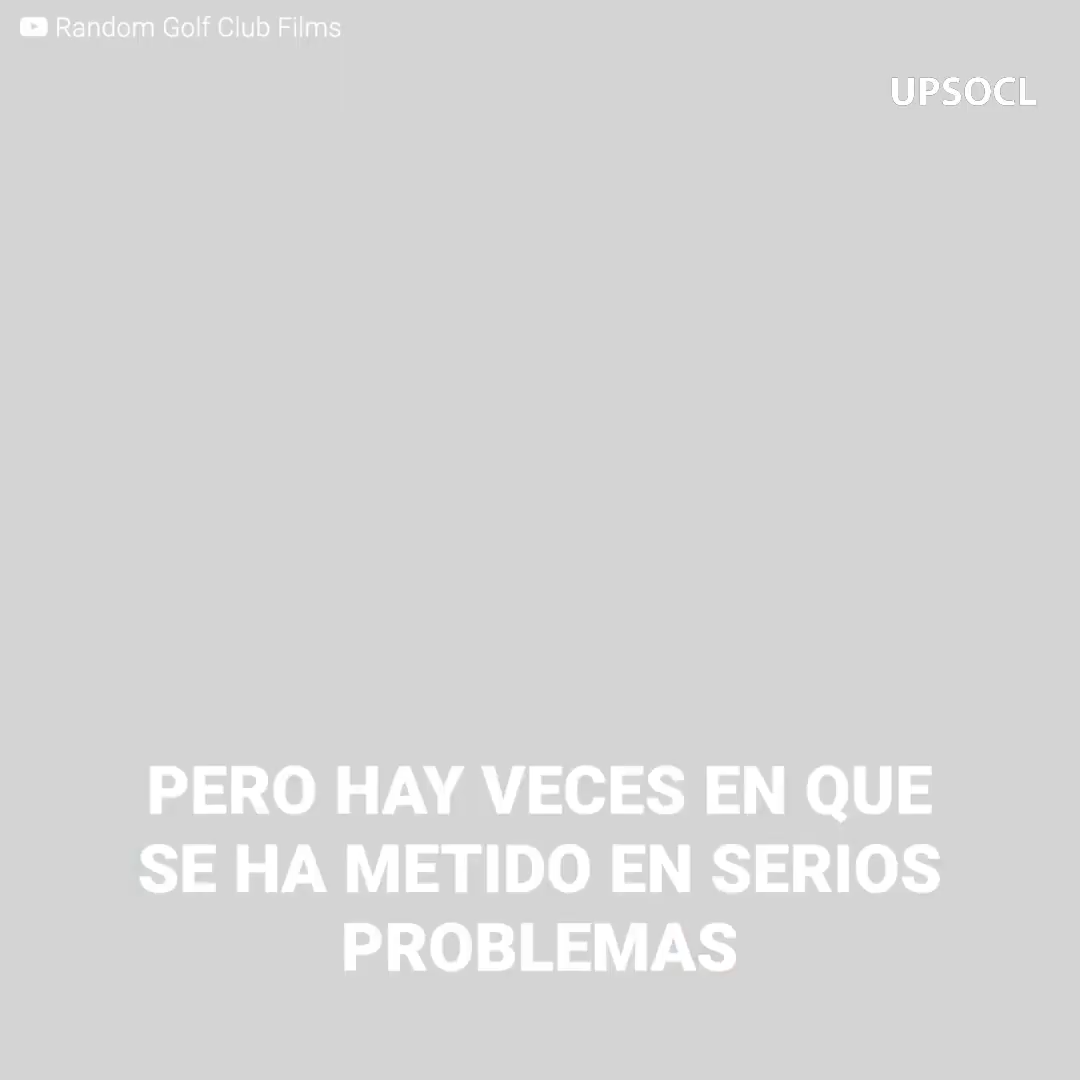 Random Golf Club Films
UPSOCL
PERO HAY VECES EN QUE
SE HA METIDO EN SERIOS
PROBLEMAS